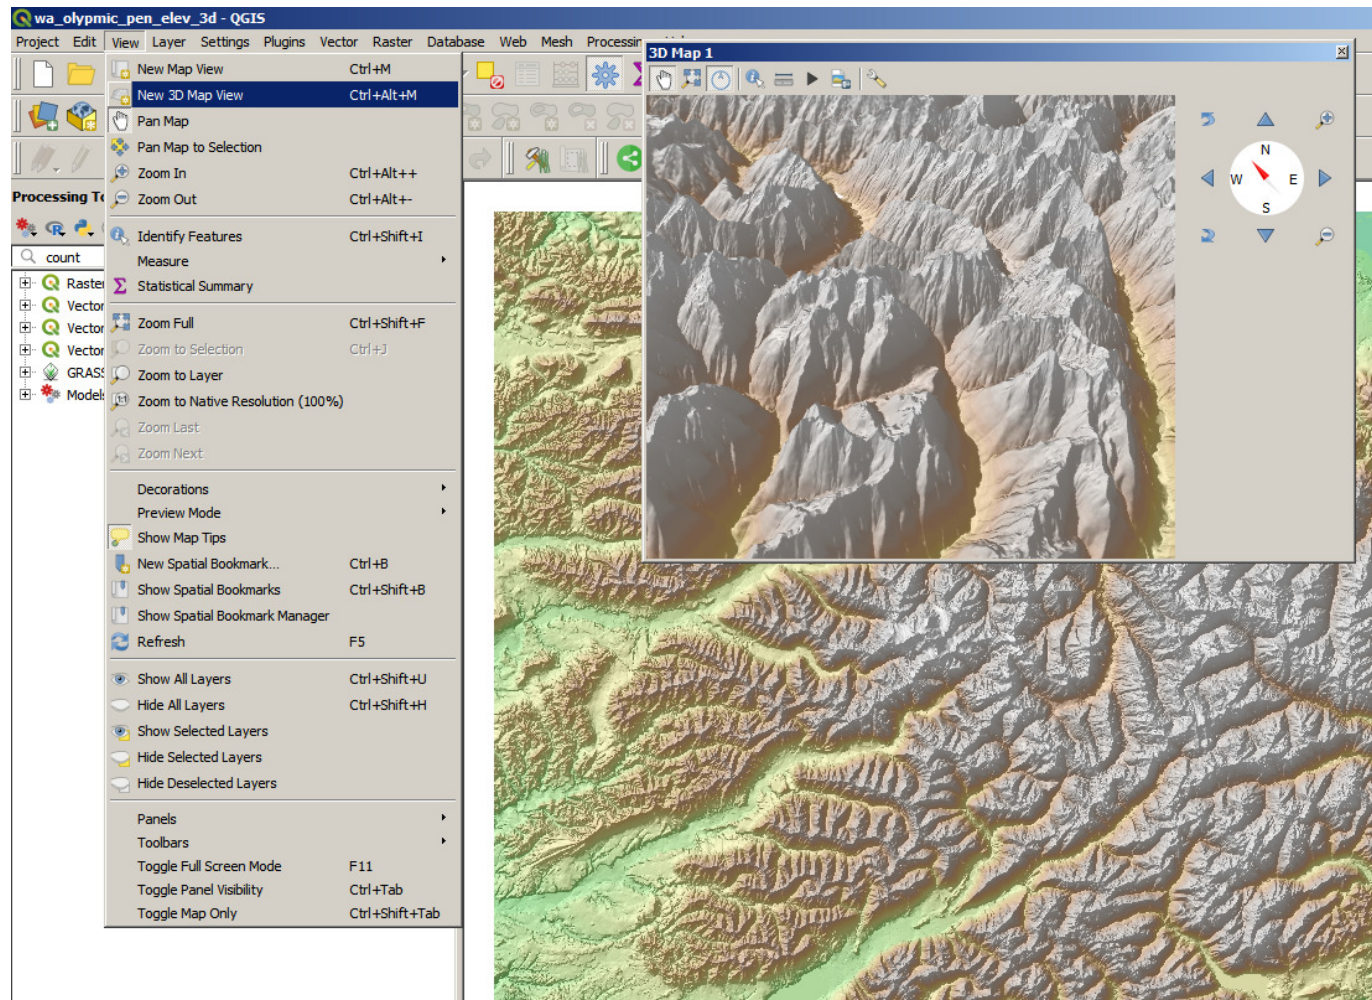 wa_olypmic_pen_elev_3d - QGIS
Project Edit View Layer Settings Plugins Vector Raster Database Web Mesh
3D Map 1
New Map View Ctrl+M
New 3D Map View Ctrl+Alt+M
Pan Map
Pan Map to Selection
Zoom In Ctrl+Alt++
Zoom Out Ctrl+Alt+-
Identify Features Ctrl+Shift+I
Measure
Statistical Summary
Zoom Full Ctrl+Shift+F
Zoom to Selection Ctrl+J
Zoom to Layer
Zoom to Native Resolution (100%)
Zoom Last
Zoom Next
Decorations
Preview Mode
Show Map Tips
New Spatial Bookmark... Ctrl+B
Show Spatial Bookmarks Ctrl+Shift+B
Show Spatial Bookmark Manager
Refresh F5
Show All Layers Ctrl+Shift+U
Hide All Layers Ctrl+Shift+H
Show Selected Layers
Hide Selected Layers
Hide Deselected Layers
Panels
Toolbars
Toggle Full Screen Mode F11
Toggle Panel Visibility Ctrl+Tab
Toggle Map Only Ctrl+Shift+Tab
Processing
count
Raste
Vector
Vector
Vector
GRASS
Models
N
W E
S